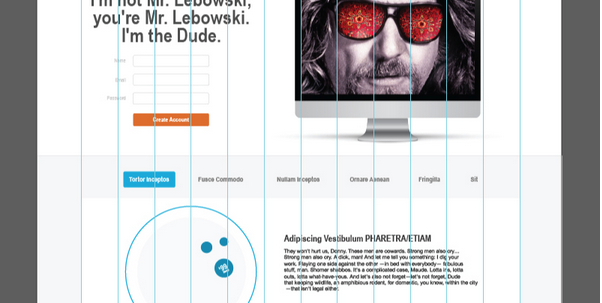 I'm not Mr. Lebowski,
you're Mr. Lebowski.
I'm the Dude.
Name
Email
Password
Create Account
Tortor Inceptos
Fusce Commodo
Nullam Inceptos
Ornare Aenean
Fringilla
Sit
Adipiscing Vestibulum PHARETRA/ETIAM
They won't hurt us, Donny. These men are cowards. Strong men also cry...
Strong men also cry. A dick, man! And let me tell you something: I dig your
work. Playing one side against the other —in bed with everybody— fabulous
stuff, man. Shomer shabbos. It's a complicated case, Maude. Lotta ins, lotta
outs, lotta what-have-yous. And let's also not forget—let's not forget, Dude
that keeping wildlife, an amphibious rodent, for domestic, you know, within the city
—that isn't legal either.